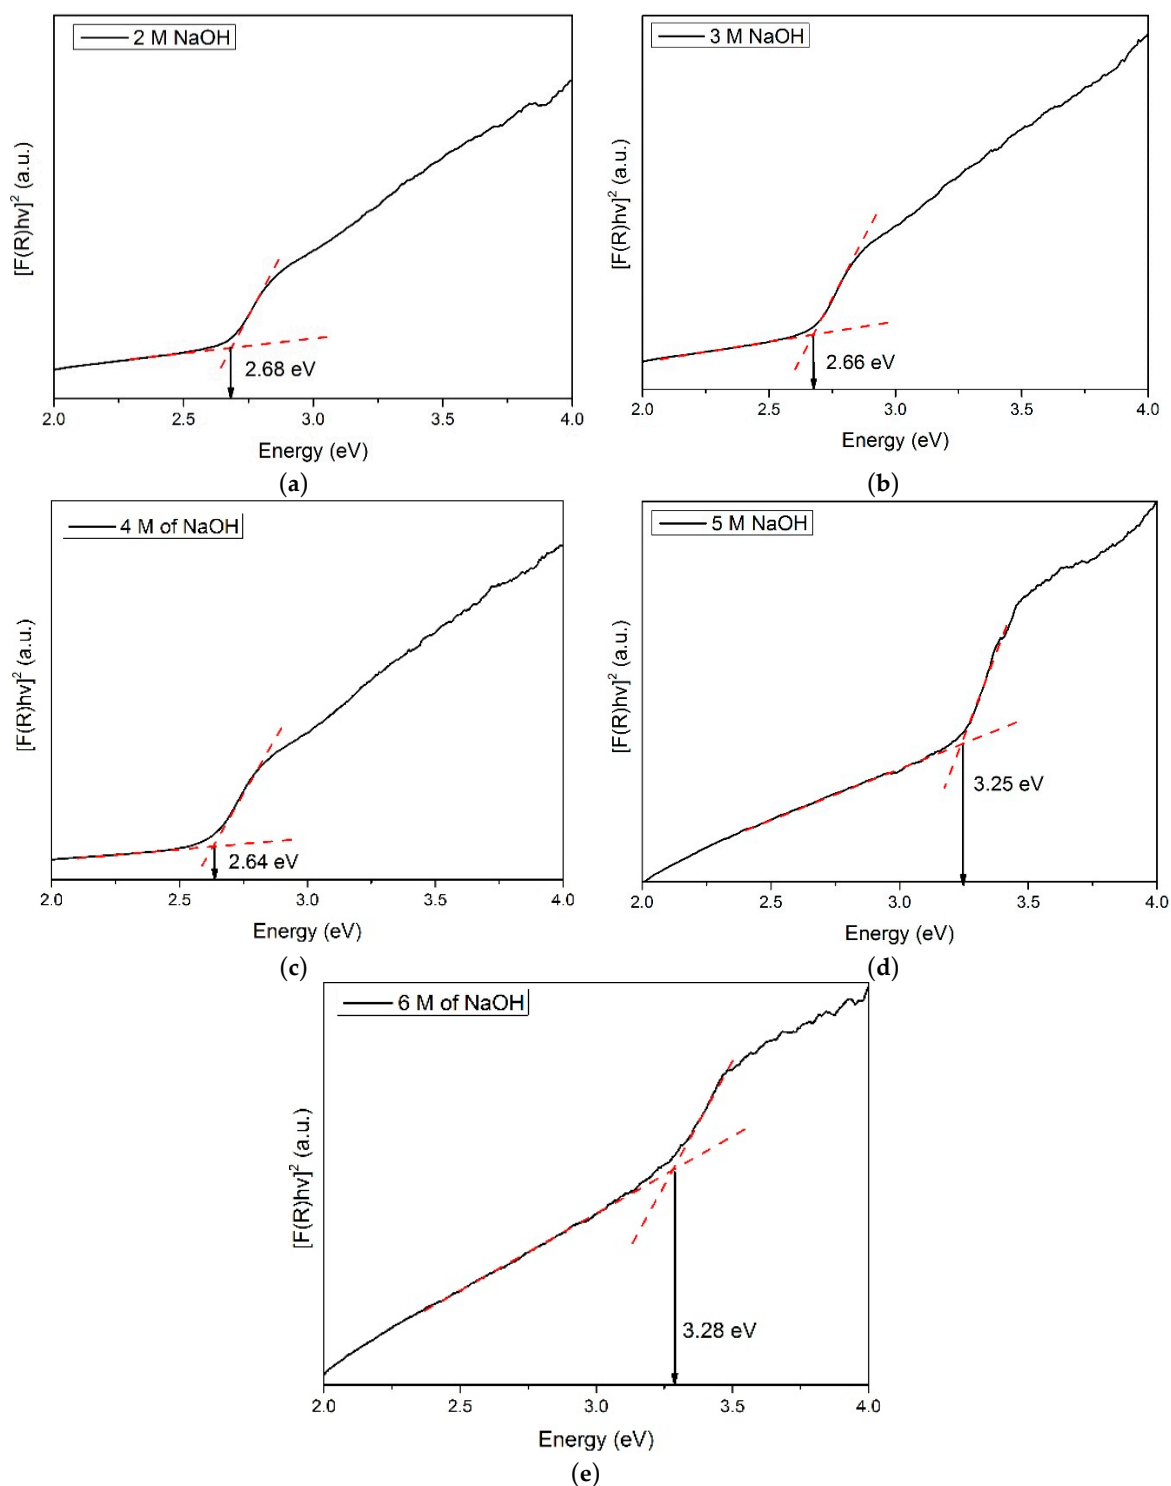 2 M NaOH
[F(R)hv]² (a.u.)
2.68 eV
2.0 2.5 3.0 3.5 4.0
Energy (eV)
(a)
3 M NaOH
[F(R)hv]² (a.u.)
2.66 eV
2.0 2.5 3.0 3.5 4.0
Energy (eV)
(b)
4 M of NaOH
[F(R)hv]² (a.u.)
2.64 eV
2.0 2.5 3.0 3.5 4.0
Energy (eV)
(c)
5 M NaOH
[F(R)hv]² (a.u.)
3.25 eV
2.0 2.5 3.0 3.5 4.0
Energy (eV)
(d)
6 M of NaOH
[F(R)hv]² (a.u.)
3.28 eV
2.0 2.5 3.0 3.5 4.0
Energy (eV)
(e)